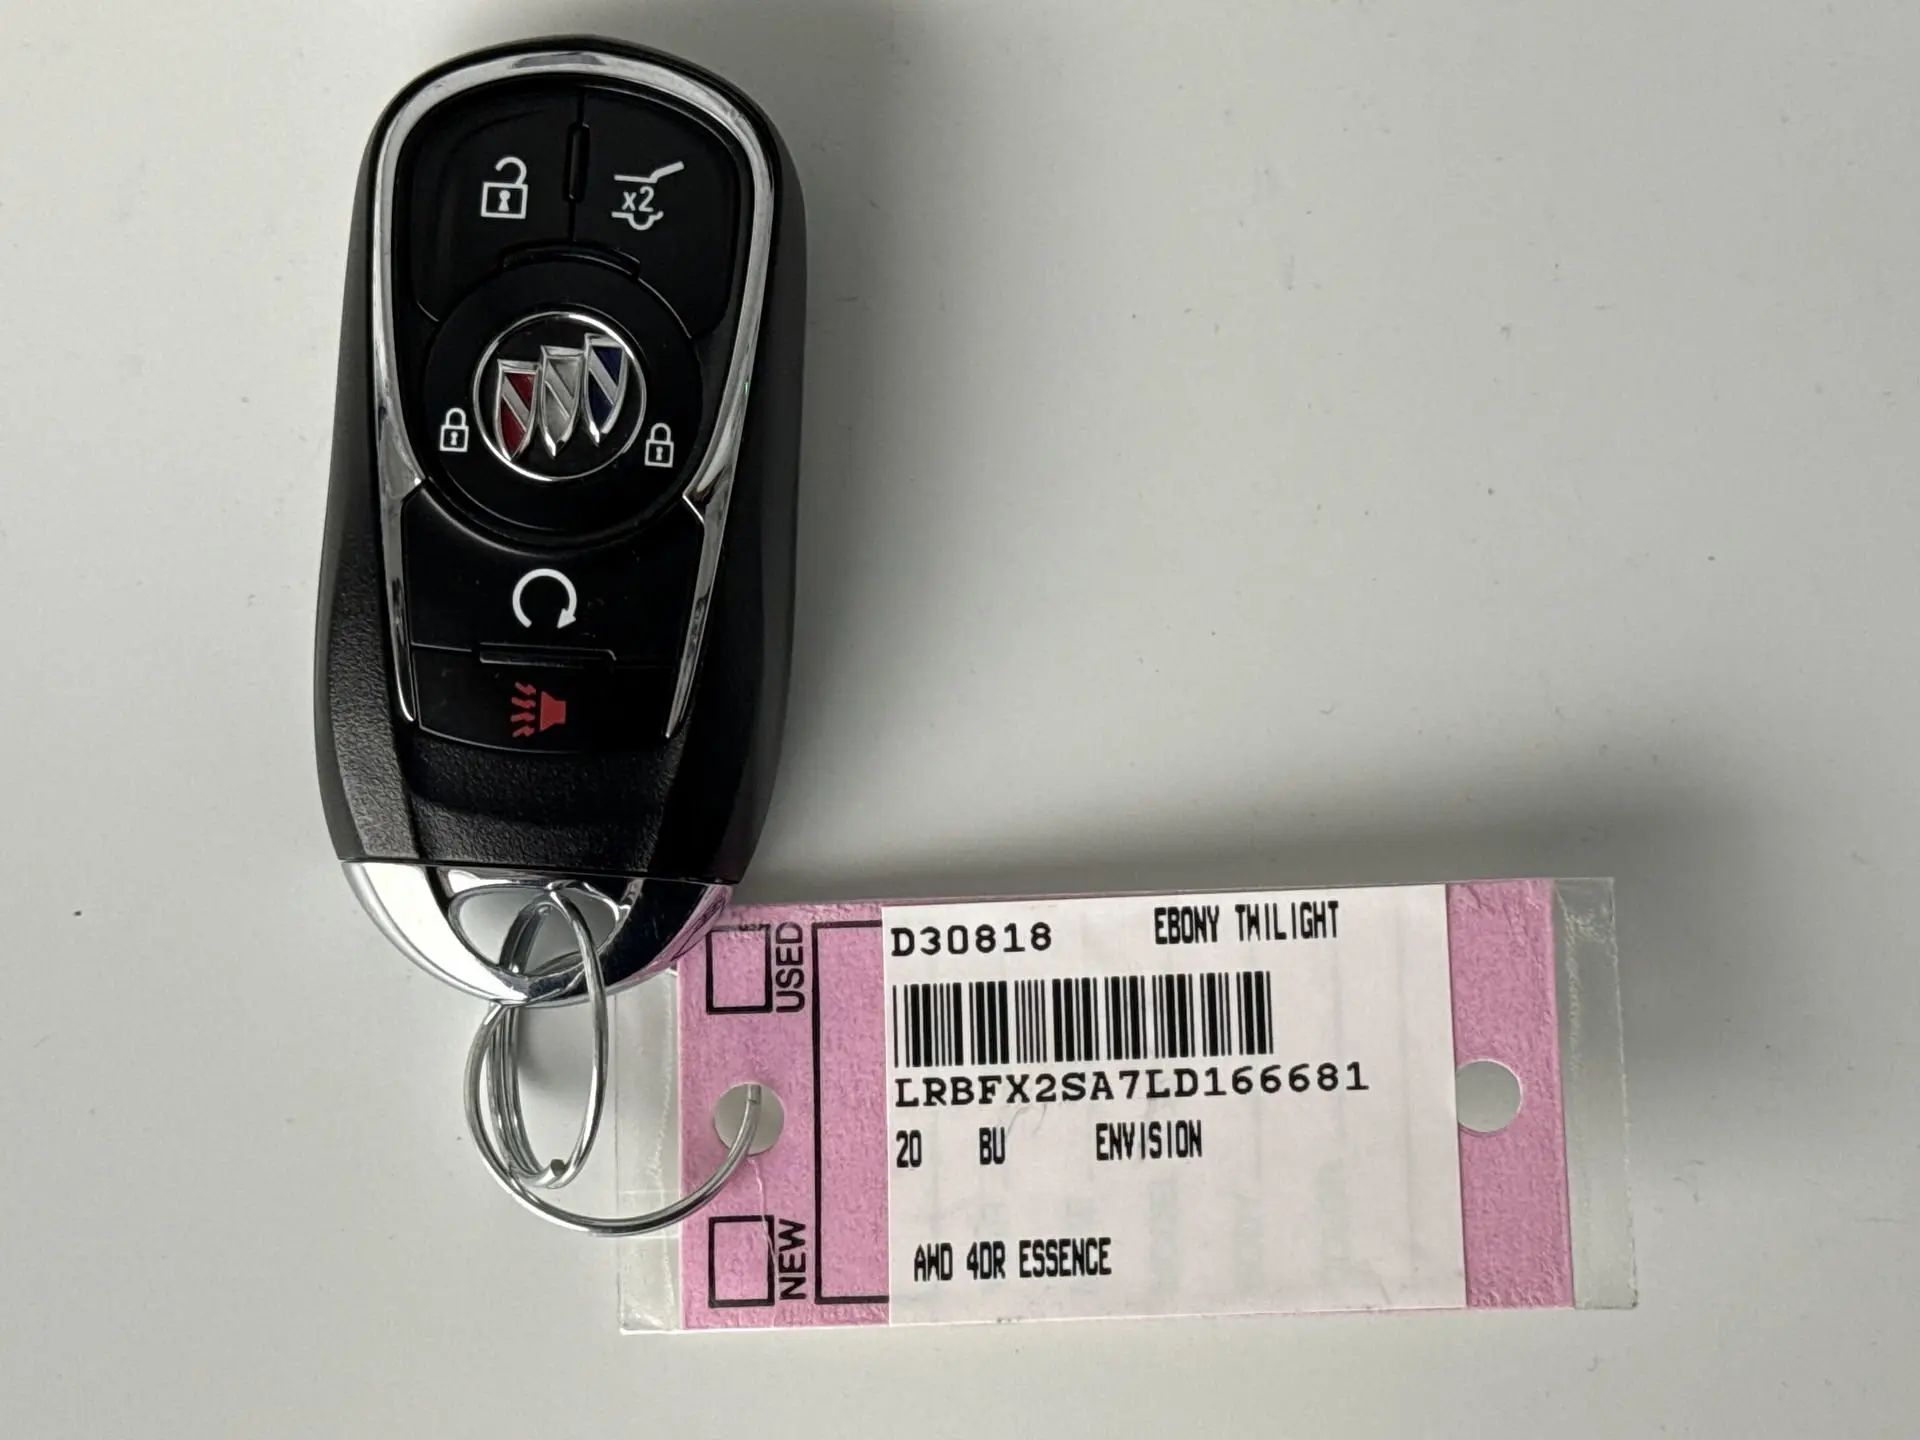 x2
D30818 EBONY TWILIGHT
LRBFX2SA7LD166681
20 BU ENVISION
AWD 4DR ESSENCE
USED
NEW